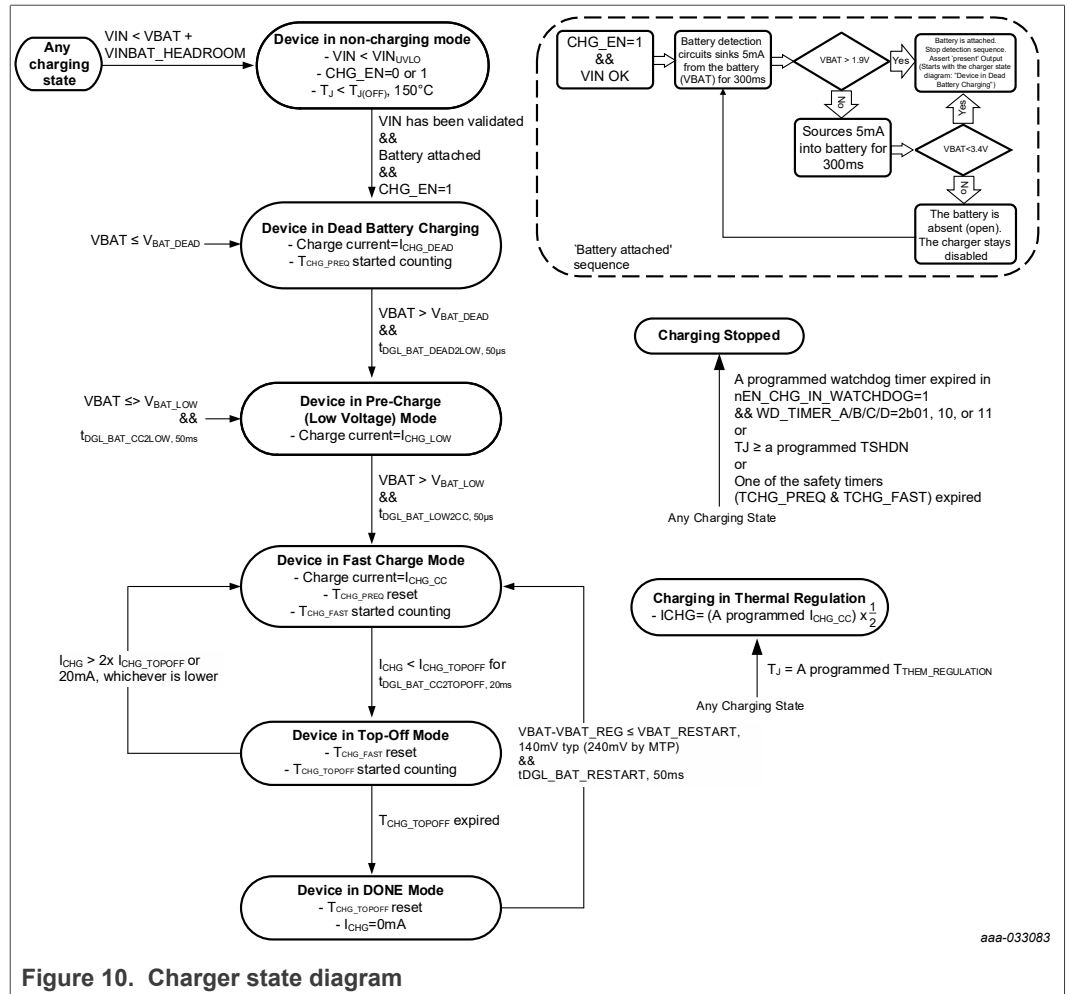 Any
charging
state
VIN < VBAT +
VINBAT_HEADROOM
Device in non-charging mode
- VIN < VINUVLO
- CHG_EN=0 or 1
- TJ < TJ(OFF), 150°C
VIN has been validated
&&
Battery attached
&&
CHG_EN=1
VBAT ≤ VBAT_DEAD
Device in Dead Battery Charging
- Charge current=ICHG_DEAD
- TCHG_PREQ started counting
VBAT > VBAT_DEAD
&&
tDGL_BAT_DEAD2LOW, 50µs
VBAT ≤> VBAT_LOW
&&
tDGL_BAT_CC2LOW, 50ms
Device in Pre-Charge
(Low Voltage) Mode
- Charge current=ICHG_LOW
VBAT > VBAT_LOW
&&
tDGL_BAT_LOW2CC, 50µs
Device in Fast Charge Mode
- Charge current=ICHG_CC
- TCHG_PREQ reset
- TCHG_FAST started counting
ICHG > 2x ICHG_TOPOFF or
20mA, whichever is lower
ICHG < ICHG_TOPOFF for
tDGL_BAT_CC2TOPOFF, 20ms
Device in Top-Off Mode
- TCHG_FAST reset
- TCHG_TOPOFF started counting
VBAT-VBAT_REG ≤ VBAT_RESTART,
140mV typ (240mV by MTP)
&&
tDGL_BAT_RESTART, 50ms
TCHG_TOPOFF expired
Device in DONE Mode
- TCHG_TOPOFF reset
- ICHG=0mA
CHG_EN=1
&&
VIN OK
Battery detection
circuits sinks 5mA
from the battery
(VBAT) for 300ms
VBAT > 1.9V
Yes
Battery is attached.
Stop detection sequence.
Assert 'present' Output
(Starts with the charger state
diagram: "Device in Dead
Battery Charging")
No
Sources 5mA
into battery for
300ms
VBAT<3.4V
Yes
No
The battery is
absent (open).
The charger stays
disabled
'Battery attached'
sequence
Charging Stopped
A programmed watchdog timer expired in
nEN_CHG_IN_WATCHDOG=1
&& WD_TIMER_A/B/C/D=2b01, 10, or 11
or
TJ ≥ a programmed TSHDN
or
One of the safety timers
(TCHG_PREQ & TCHG_FAST) expired
Any Charging State
Charging in Thermal Regulation
- ICHG= (A programmed ICHG_CC) x 1/2
TJ = A programmed TTHEM_REGULATION
Any Charging State
aaa-033083
Figure 10. Charger state diagram